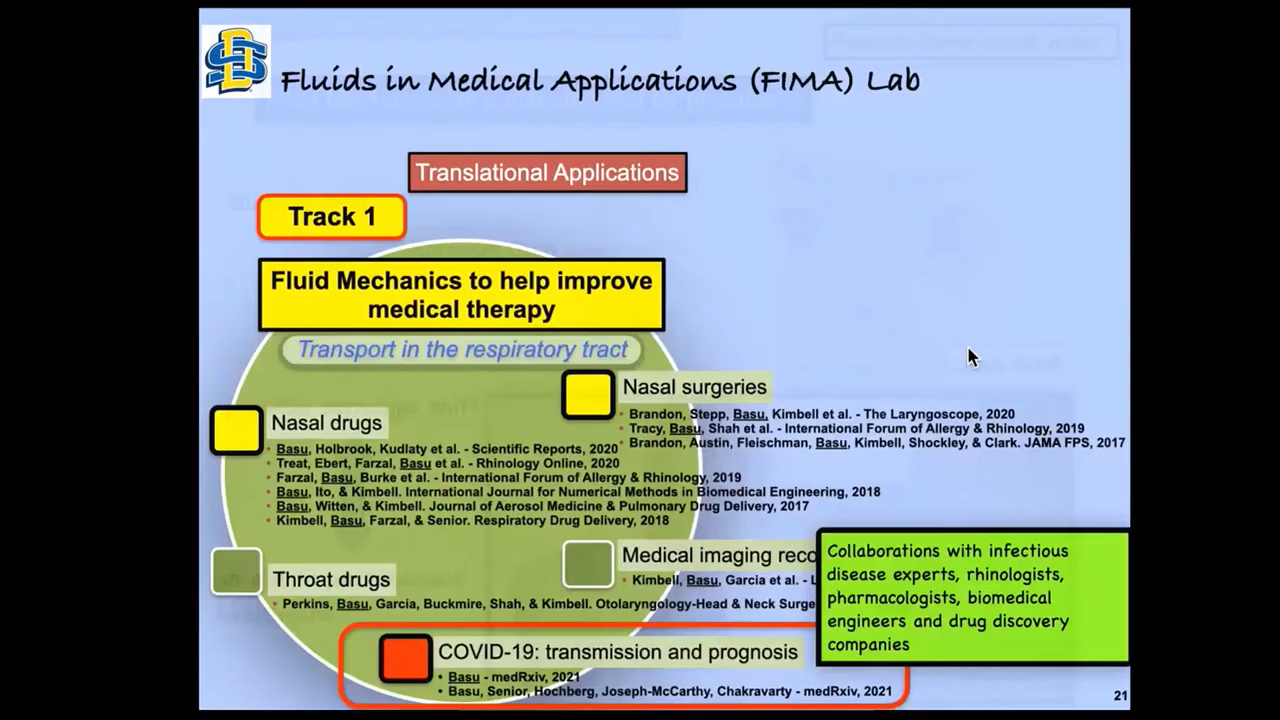 Fluids in Medical Applications (FIMA) Lab
Translational Applications
Track 1
Fluid Mechanics to help improve
medical therapy
Transport in the respiratory tract
Nasal surgeries
• Brandon, Stepp, Basu, Kimbell et al. - The Laryngoscope, 2020
• Tracy, Basu, Shah et al. - International Forum of Allergy & Rhinology, 2019
• Brandon, Austin, Fleischman, Basu, Kimbell, Shockley, & Clark. JAMA FPS, 2017
Nasal drugs
• Basu, Holbrook, Kudlaty et al. - Scientific Reports, 2020
• Treat, Ebert, Farzal, Basu et al. - Rhinology Online, 2020
• Farzal, Basu, Burke et al. - International Forum of Allergy & Rhinology, 2019
• Basu, Ito, & Kimbell. International Journal for Numerical Methods in Biomedical Engineering, 2018
• Basu, Witten, & Kimbell. Journal of Aerosol Medicine & Pulmonary Drug Delivery, 2017
• Kimbell, Basu, Farzal, & Senior. Respiratory Drug Delivery, 2018
Medical imaging reco
• Kimbell, Basu, Garcia et al. - L
Throat drugs
• Perkins, Basu, Garcia, Buckmire, Shah, & Kimbell. Otolaryngology-Head & Neck Surge
Collaborations with infectious
disease experts, rhinologists,
pharmacologists, biomedical
engineers and drug discovery
companies
COVID-19: transmission and prognosis
• Basu - medRxiv, 2021
• Basu, Senior, Hochberg, Joseph-McCarthy, Chakravarty - medRxiv, 2021
21